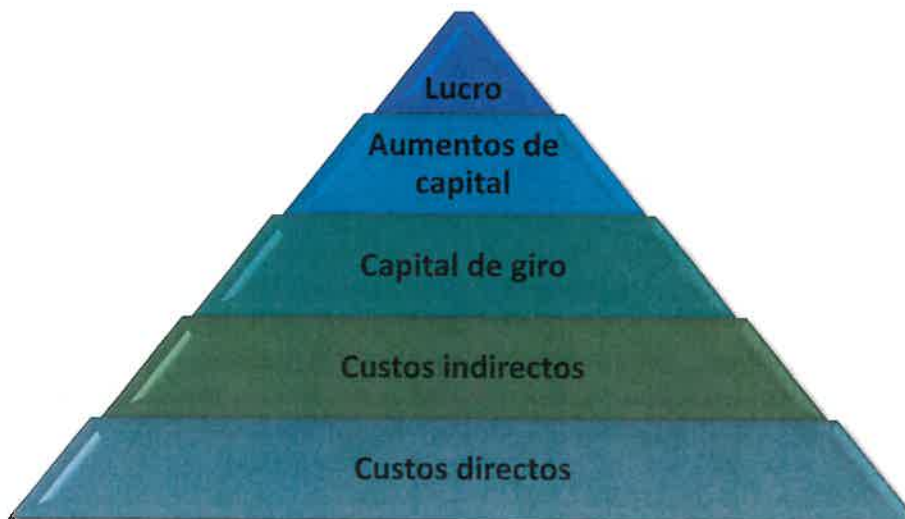 Lucro
Aumentos de
capital
Capital de giro
Custos indirectos
Custos directos